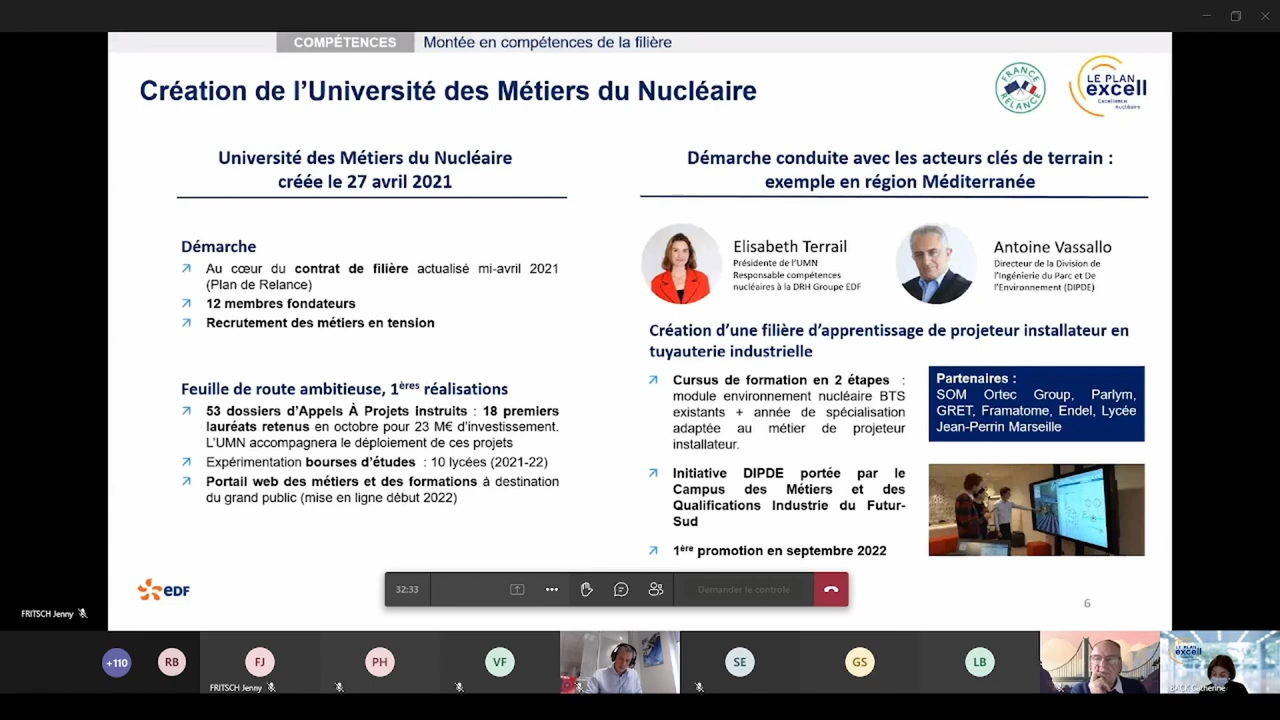 COMPÉTENCES Montée en compétences de la filière
Création de l'Université des Métiers du Nucléaire
FRANCE RELANCE
LE PLAN
excell
Excellence
nucléaire
Université des Métiers du Nucléaire
créée le 27 avril 2021
Démarche
Au cœur du contrat de filière actualisé mi-avril 2021
(Plan de Relance)
12 membres fondateurs
Recrutement des métiers en tension
Feuille de route ambitieuse, 1ères réalisations
53 dossiers d'Appels À Projets instruits : 18 premiers
lauréats retenus en octobre pour 23 M€ d'investissement.
L'UMN accompagnera le déploiement de ces projets
Expérimentation bourses d'études : 10 lycées (2021-22)
Portail web des métiers et des formations à destination
du grand public (mise en ligne début 2022)
Démarche conduite avec les acteurs clés de terrain :
exemple en région Méditerranée
Elisabeth Terrail
Présidente de l'UMN
Responsable compétences
nucléaires à la DRH Groupe EDF
Antoine Vassallo
Directeur de la Division de
l'Ingénierie du Parc et De
l'Environnement (DIPDE)
Création d'une filière d'apprentissage de projeteur installateur en
tuyauterie industrielle
Cursus de formation en 2 étapes :
module environnement nucléaire BTS
existants + année de spécialisation
adaptée au métier de projeteur
installateur.
Initiative DIPDE portée par le
Campus des Métiers et des
Qualifications Industrie du Futur-
Sud
1ère promotion en septembre 2022
Partenaires :
SOM Ortec Group, Parlym,
GRET, Framatome, Endel, Lycée
Jean-Perrin Marseille
EDF
32:33
Demander le contrôle
6
FRITSCH Jenny
+110
RB
FJ
PH
VF
SE
GS
LB
FRITSCH Jenny
LE PLAN
excell
BACK Catherine